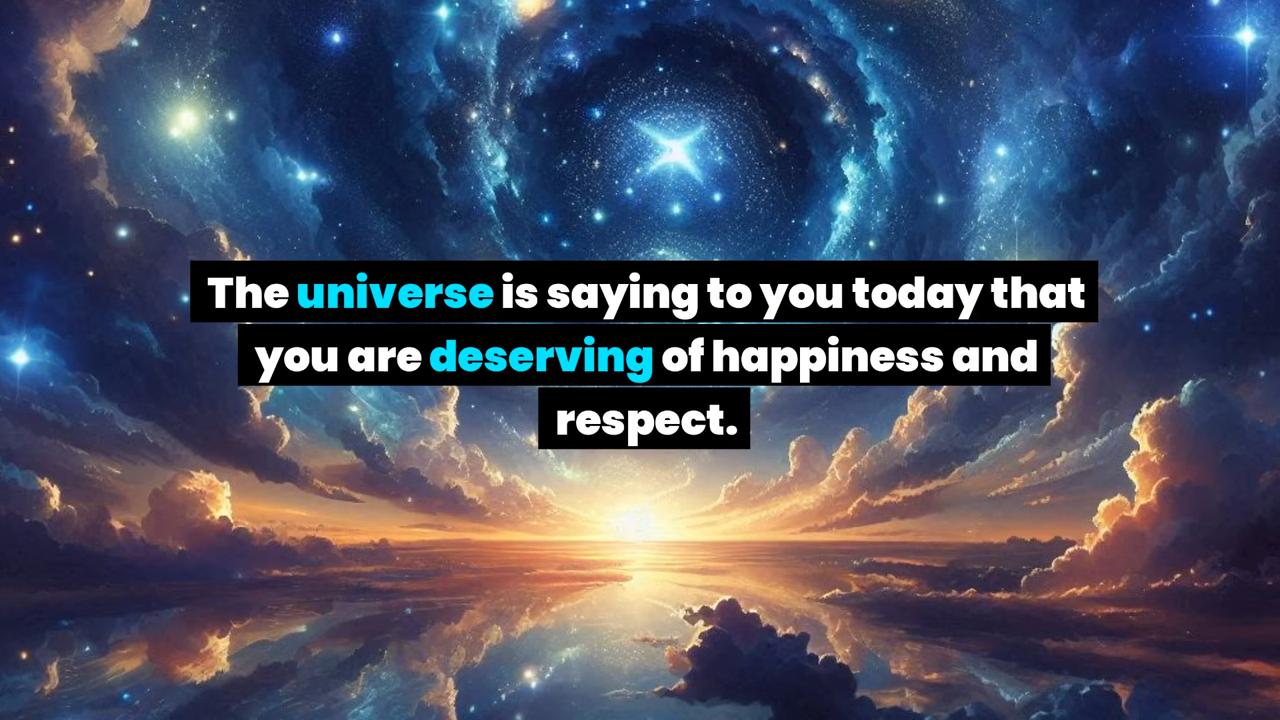 The universe is saying to you today that
you are deserving of happiness and
respect.